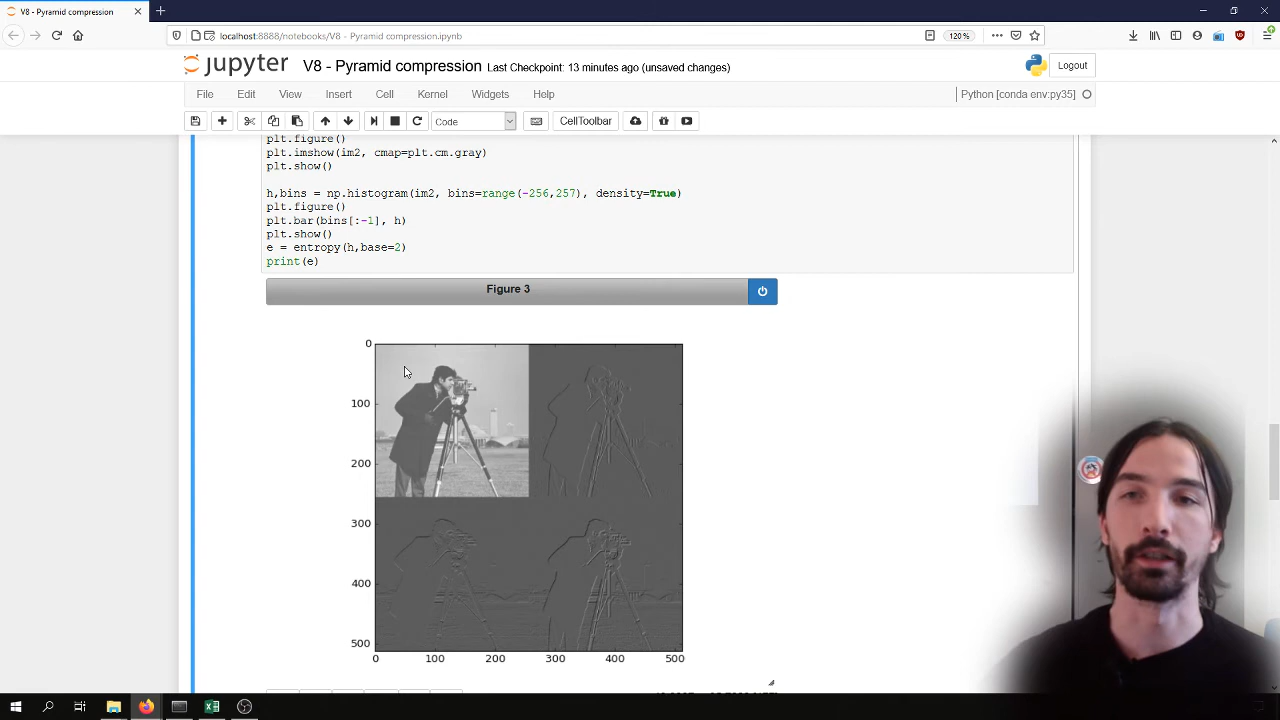 V8 - Pyramid compression
localhost:8888/notebooks/V8 - Pyramid compression.ipynb
120%
jupyter V8 - Pyramid compression Last Checkpoint: 13 minutes ago (unsaved changes)
Logout
File Edit View Insert Cell Kernel Widgets Help
Python [conda env:py35]
Code
CellToolbar
plt.figure()
plt.imshow(im2, cmap=plt.cm.gray)
plt.show()
h,bins = np.histogram(im2, bins=range(-256,257), density=True)
plt.figure()
plt.bar(bins[:-1], h)
plt.show()
e = entropy(h,base=2)
print(e)
Figure 3
0
100
200
300
400
500
0 100 200 300 400 500